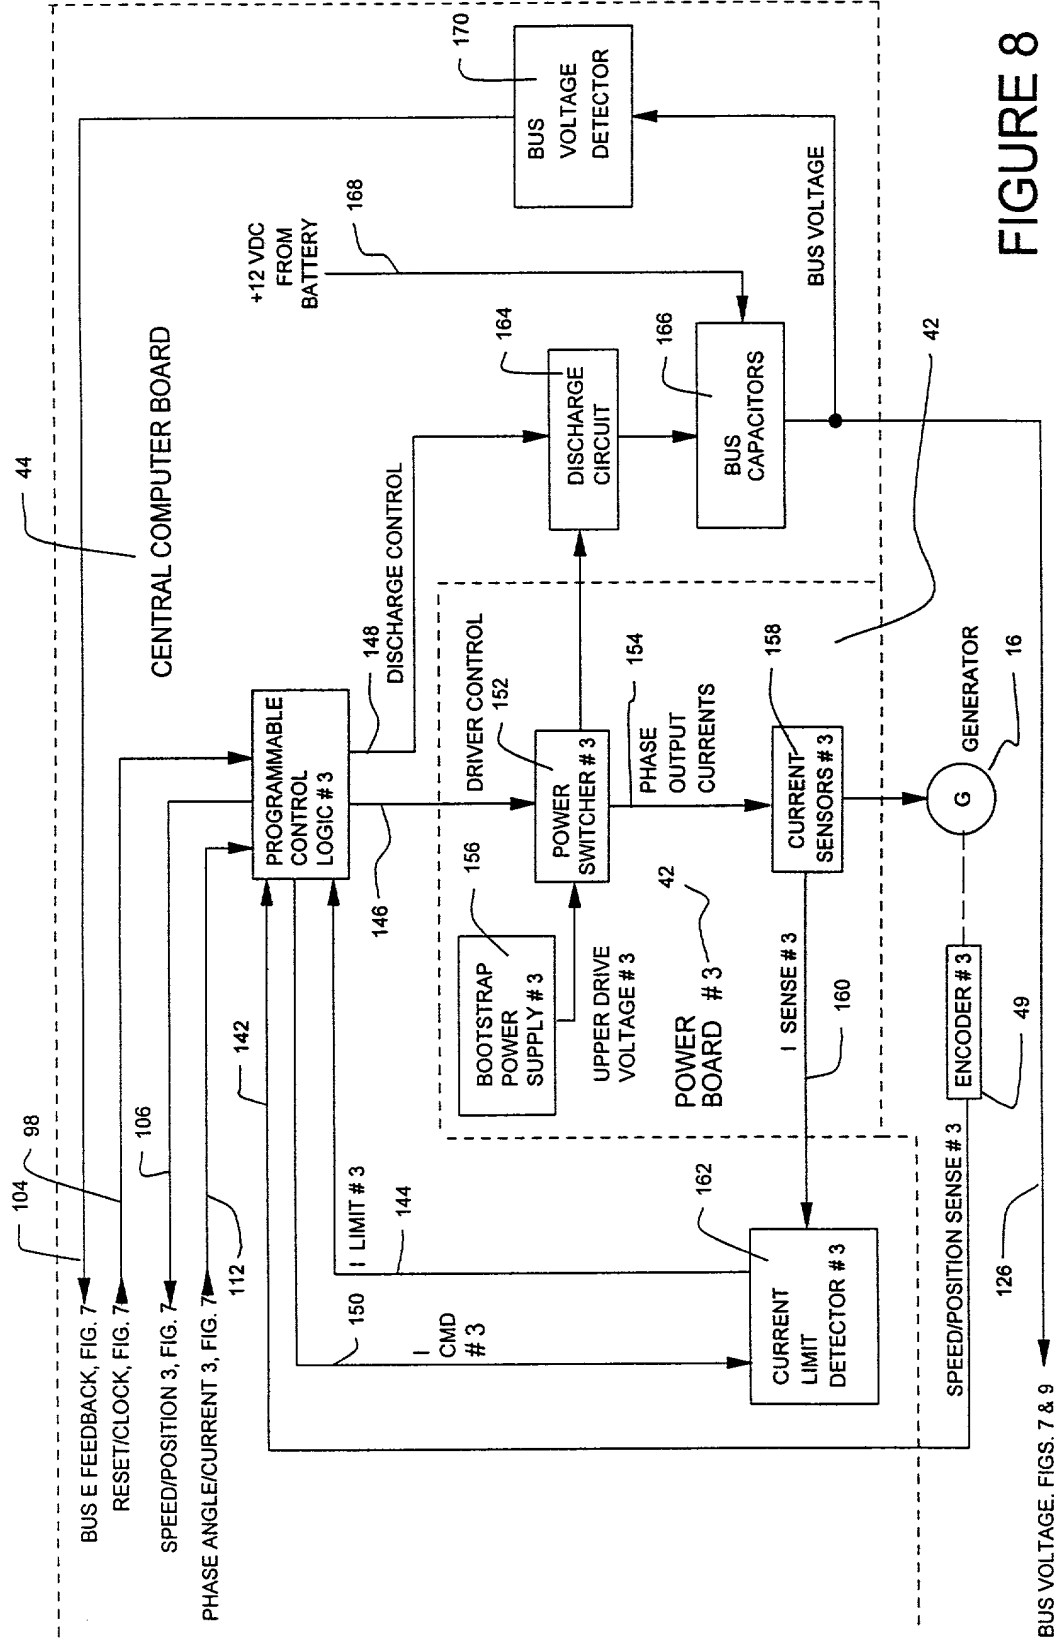 44
CENTRAL COMPUTER BOARD
104
98
BUS E FEEDBACK, FIG. 7
RESET/CLOCK, FIG. 7
106
SPEED/POSITION 3, FIG. 7
PHASE ANGLE/CURRENT 3, FIG. 7
112
142
PROGRAMMABLE
CONTROL
LOGIC # 3
148
DISCHARGE CONTROL
+12 VDC
FROM
BATTERY
168
170
BUS
VOLTAGE
DETECTOR
I LIMIT # 3
144
150
I
CMD
# 3
146
DRIVER CONTROL
152
156
BOOTSTRAP
POWER
SUPPLY # 3
POWER
SWITCHER # 3
164
DISCHARGE
CIRCUIT
UPPER DRIVE
VOLTAGE # 3
154
PHASE
OUTPUT
CURRENTS
166
BUS
CAPACITORS
BUS VOLTAGE
POWER
BOARD # 3
42
I SENSE # 3
160
158
CURRENT
SENSORS # 3
42
162
CURRENT
LIMIT
DETECTOR # 3
SPEED/POSITION SENSE # 3
ENCODER # 3
49
G
GENERATOR
16
126
BUS VOLTAGE. FIGS. 7 & 9
FIGURE 8